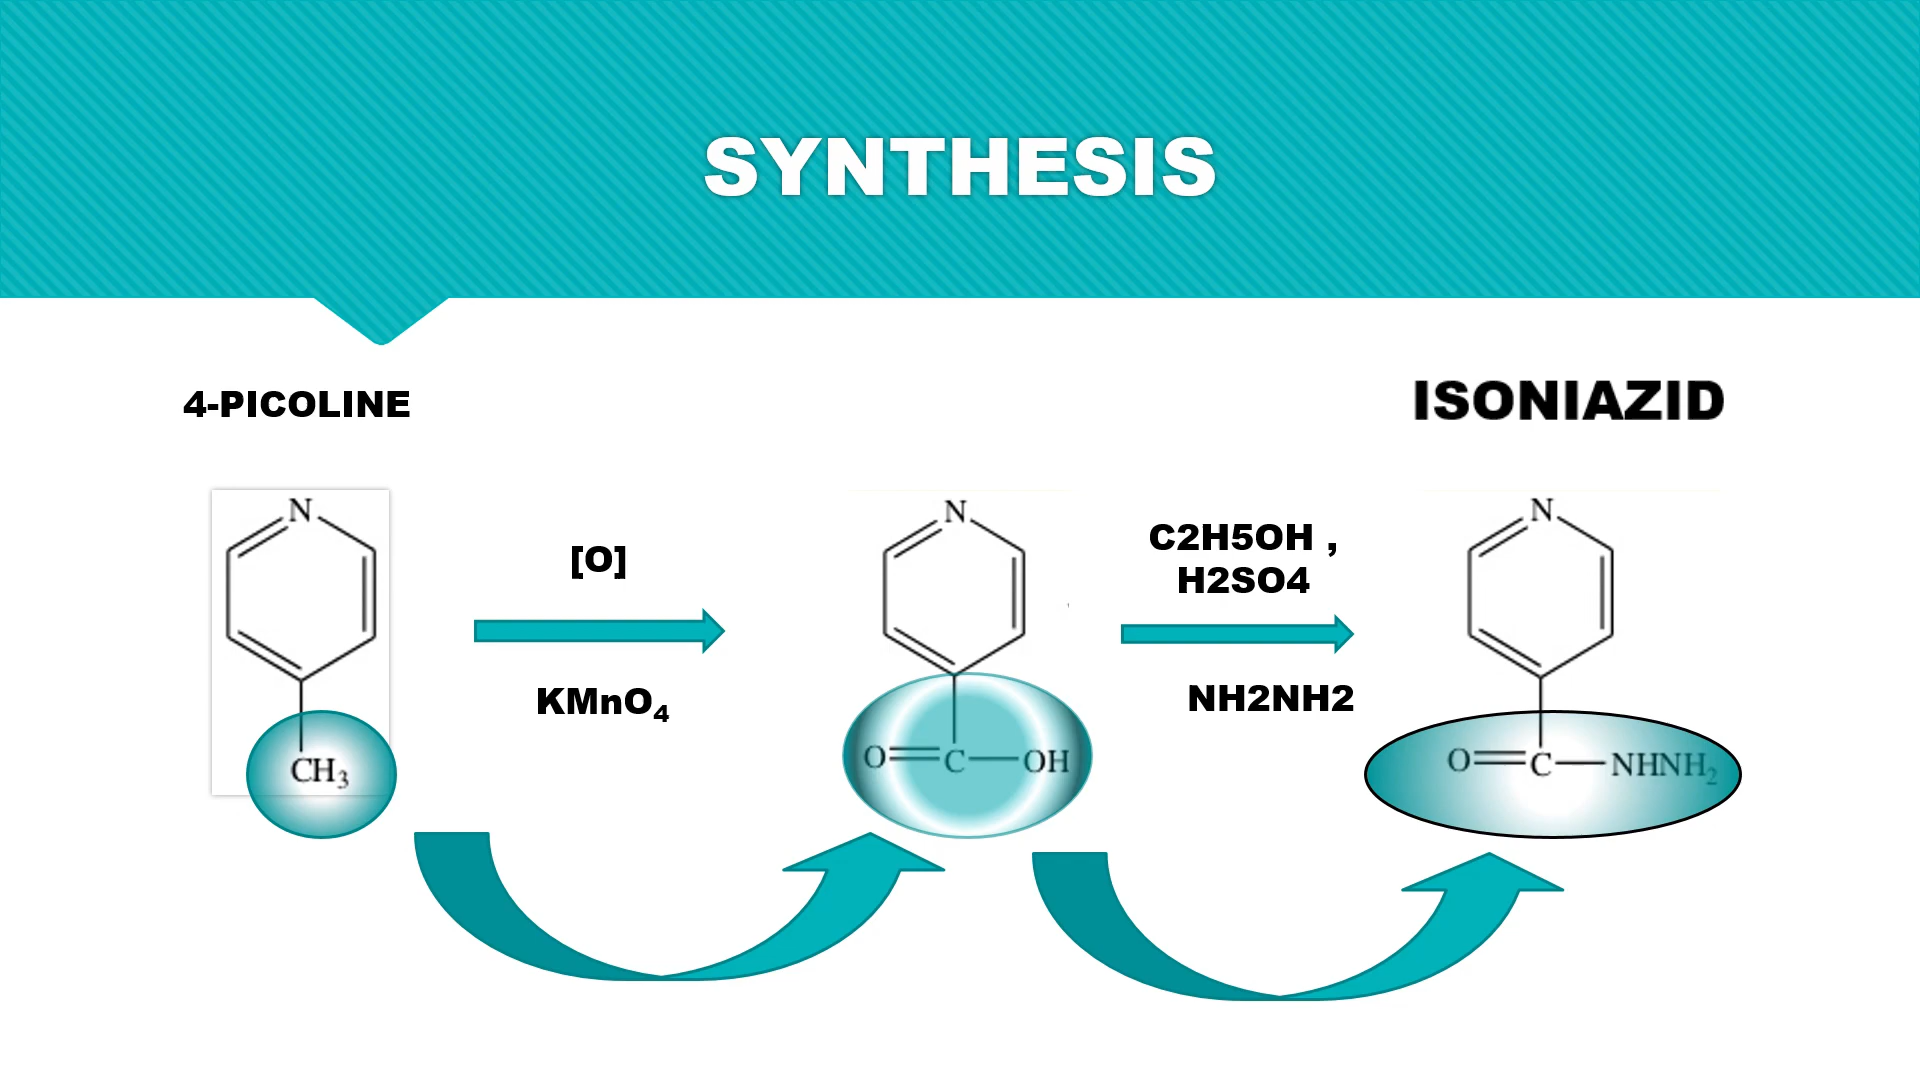 SYNTHESIS
4-PICOLINE
ISONIAZID
N
CH₃
[O]
KMnO₄
N
O=C—OH
C2H5OH ,
H2SO4
NH2NH2
N
O=C—NHNH₂